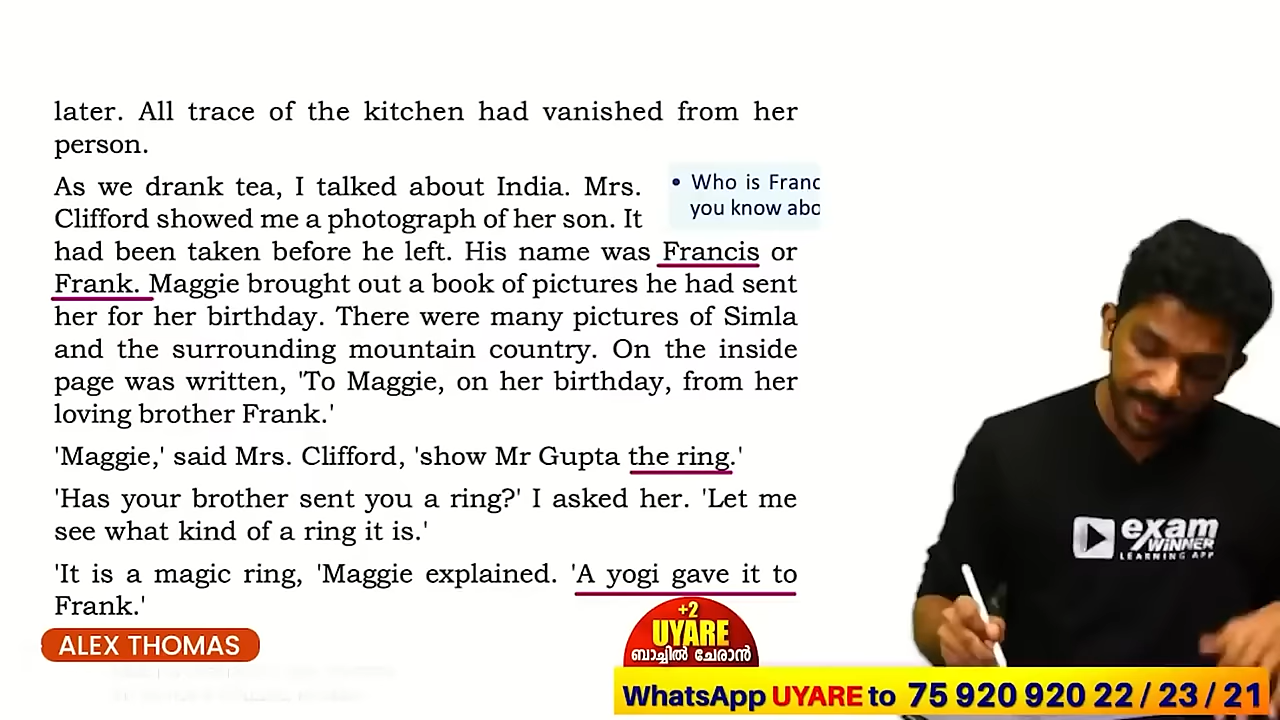 later. All trace of the kitchen had vanished from her
person.
As we drank tea, I talked about India. Mrs.
Clifford showed me a photograph of her son. It
had been taken before he left. His name was Francis or
Frank. Maggie brought out a book of pictures he had sent
her for her birthday. There were many pictures of Simla
and the surrounding mountain country. On the inside
page was written, 'To Maggie, on her birthday, from her
loving brother Frank.'
'Maggie,' said Mrs. Clifford, 'show Mr Gupta the ring.'
'Has your brother sent you a ring?' I asked her. 'Let me
see what kind of a ring it is.'
'It is a magic ring, 'Maggie explained. 'A yogi gave it to
Frank.'
• Who is Franc
you know abo
exam
WINNER
LEARNING APP
ALEX THOMAS
+2
UYARE
ബാച്ചിൽ ചേരാൻ
WhatsApp UYARE to 75 920 920 22 / 23 / 21